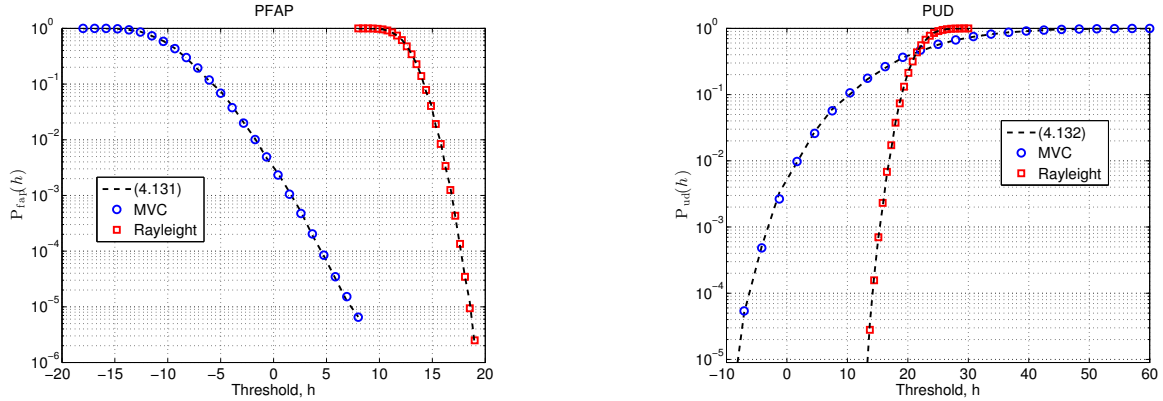 PFAP
10^0
10^-1
10^-2
10^-3
10^-4
10^-5
10^-6
P_fap(h)
(4.131)
MVC
Rayleight
−20 −15 −10 −5 0 5 10 15 20
Threshold, h
PUD
10^0
10^-1
10^-2
10^-3
10^-4
10^-5
P_ud(h)
(4.132)
MVC
Rayleight
−10 0 10 20 30 40 50 60
Threshold, h